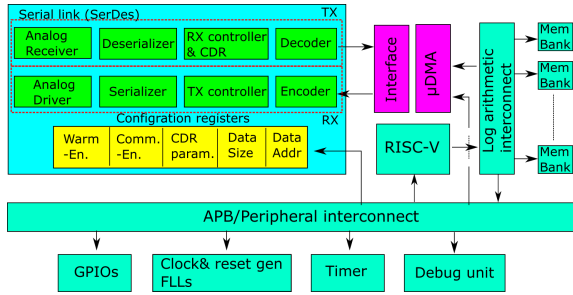 Serial link (SerDes)
TX
Analog
Receiver
Deserializer
RX controller
& CDR
Decoder
Analog
Driver
Serializer
TX controller
Encoder
RX
Configration registers
Warm
-En.
Comm.
-En.
CDR
param.
Data
Size
Data
Addr
Interface
µDMA
RISC-V
Log arithmetic
interconnect
Mem
Bank
Mem
Bank
Mem
Bank
APB/Peripheral interconnect
GPIOs
Clock& reset gen
FLLs
Timer
Debug unit